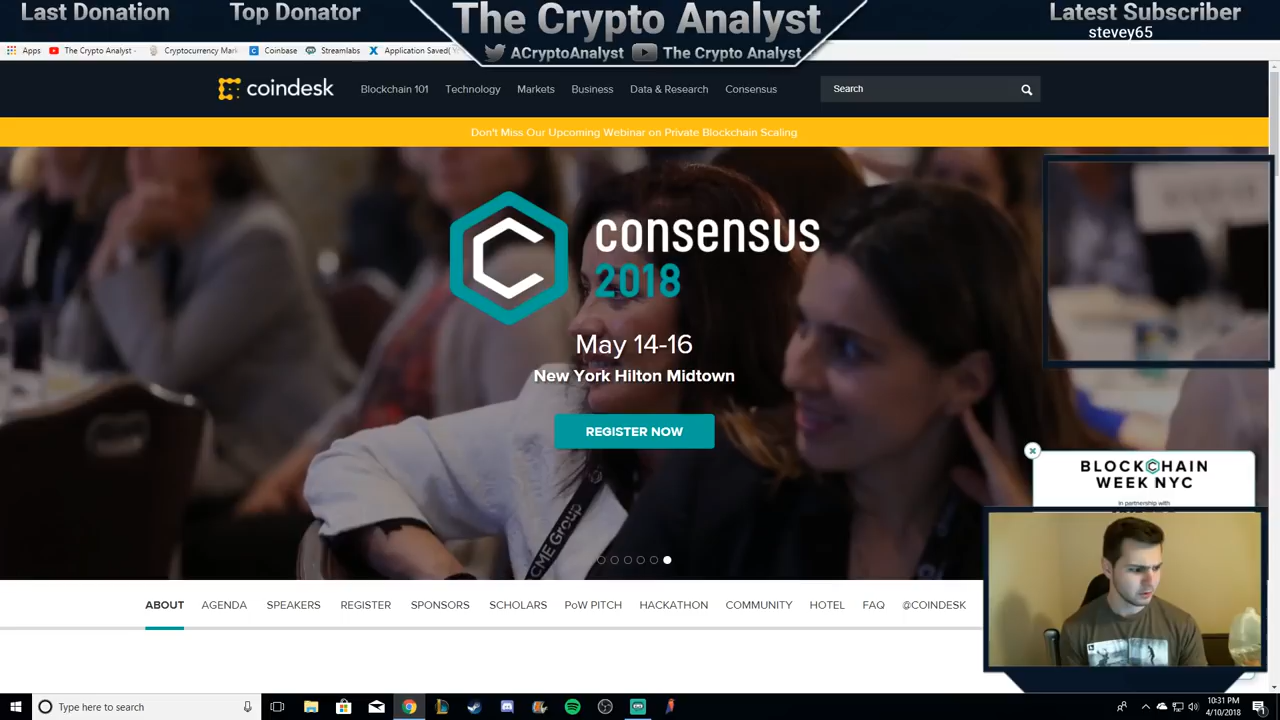 Last Donation
Top Donator
The Crypto Analyst
Latest Subscriber
stevey65
ACryptoAnalyst
The Crypto Analyst
Apps
The Crypto Analyst -
Cryptocurrency Mark
Coinbase
Streamlabs
Application Saved
coindesk
Blockchain 101
Technology
Markets
Business
Data & Research
Consensus
Search
Don't Miss Our Upcoming Webinar on Private Blockchain Scaling
consensus
2018
May 14-16
New York Hilton Midtown
REGISTER NOW
CME Group
BLOCKCHAIN
WEEK NYC
in partnership with
ABOUT
AGENDA
SPEAKERS
REGISTER
SPONSORS
SCHOLARS
PoW PITCH
HACKATHON
COMMUNITY
HOTEL
FAQ
@COINDESK
Type here to search
10:31 PM
4/10/2018